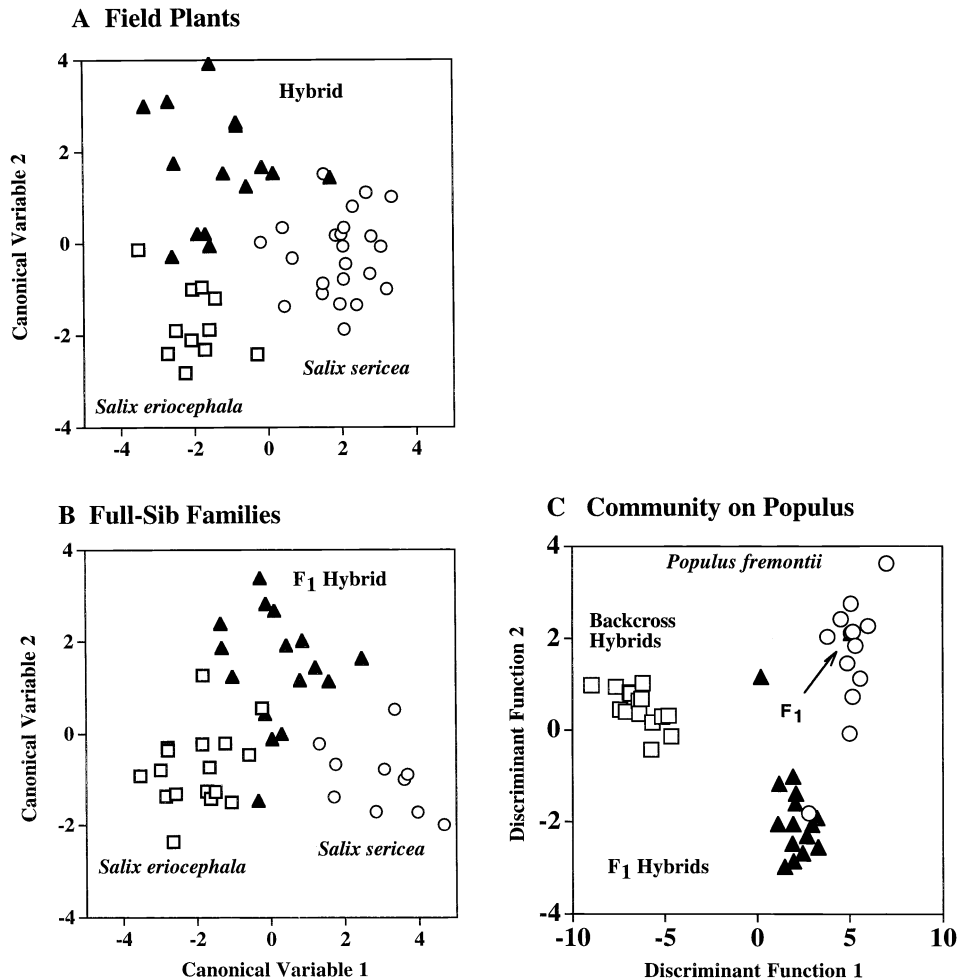 A Field Plants
4
2
0
-2
-4
Canonical Variable 2
Hybrid
Salix sericea
Salix eriocephala
-4 -2 0 2 4
B Full-Sib Families
4
2
0
-2
-4
Canonical Variable 2
F1 Hybrid
Salix eriocephala
Salix sericea
-4 -2 0 2 4
Canonical Variable 1
C Community on Populus
4
2
0
-2
-4
Discriminant Function 2
Populus fremontii
Backcross
Hybrids
F1
F1 Hybrids
-10 -5 0 5 10
Discriminant Function 1